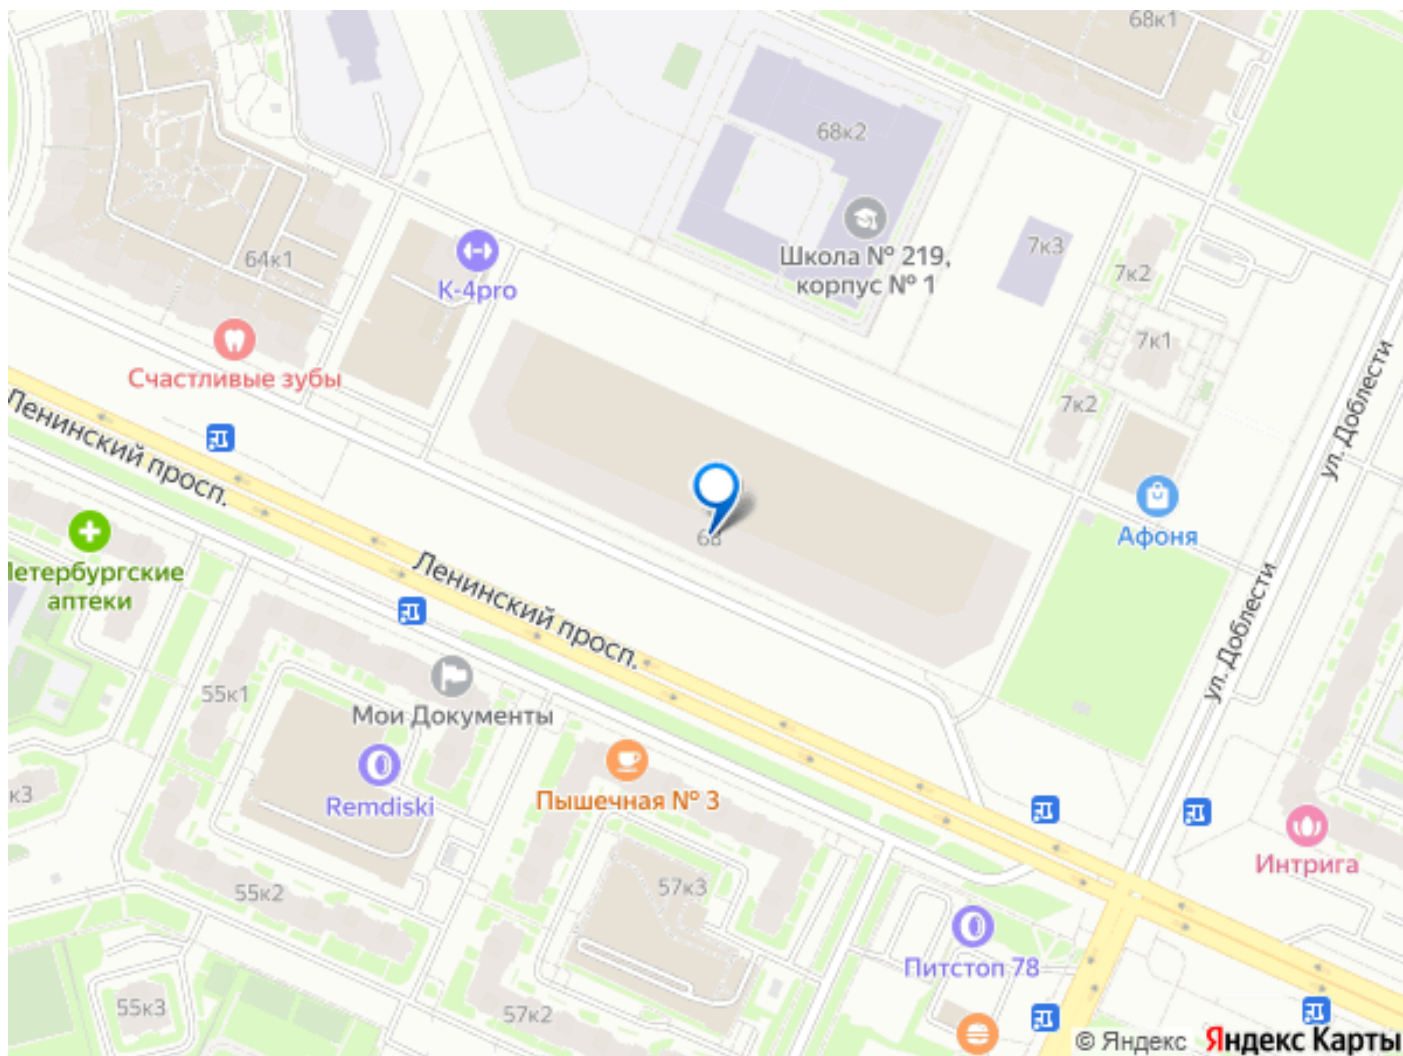 68к1
68к2
Школа № 219,
корпус № 1
7к3
7к2
64к1
K-4pro
7к1
Счастливые зубы
7к2
ул. Доблести
Ленинский просп.
68
Афоня
Петербургские
аптеки
Ленинский просп.
ул. Доблести
55к1
Мои Документы
к3
Remdiski
Пышечная № 3
Интрига
55к2
57к3
Питстоп 78
55к3
57к2
© Яндекс Яндекс Карты